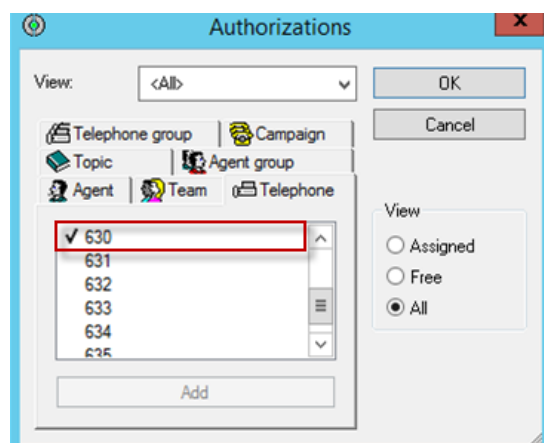 Authorizations
X
View: <All>
OK
Cancel
Telephone group Campaign
Topic Agent group
Agent Team Telephone
View
✓ 630
Assigned
631
632
Free
633
All
634
635
Add